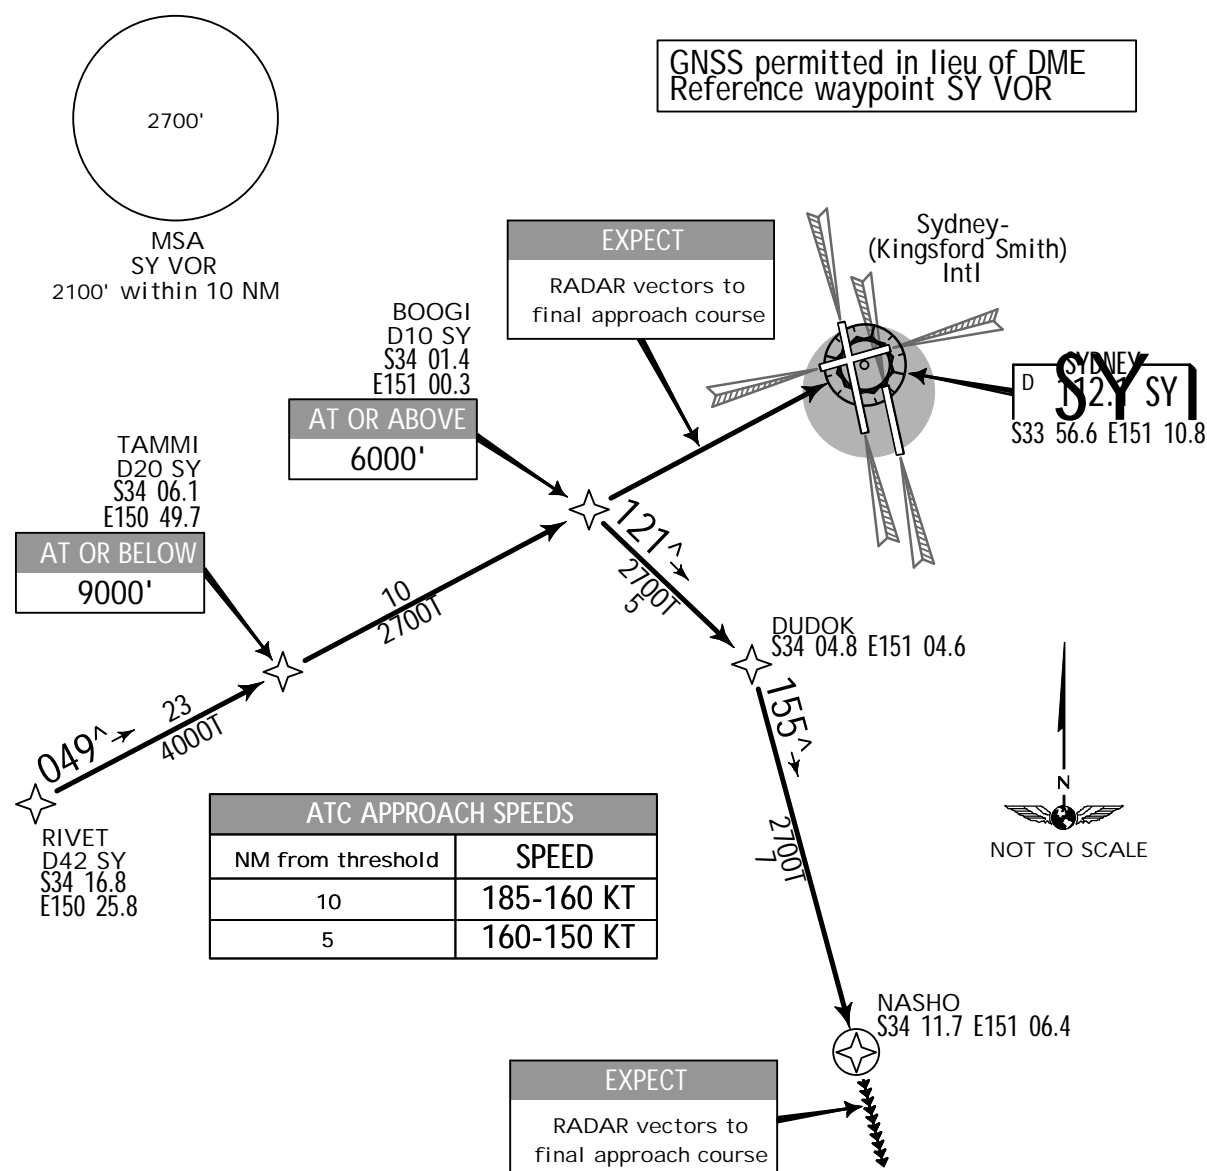 GNSS permitted in lieu of DME
Reference waypoint SY VOR
2700'
MSA
SY VOR
2100' within 10 NM
EXPECT
RADAR vectors to
final approach course
Sydney-
(Kingsford Smith)
Intl
BOOGI
D10 SY
S34 01.4
E151 00.3
AT OR ABOVE
6000'
SYDNEY
D 112.1 SY
SY
S33 56.6 E151 10.8
TAMMI
D20 SY
S34 06.1
E150 49.7
AT OR BELOW
9000'
121^
2700T
5
10
2700T
DUDOK
S34 04.8 E151 04.6
049^
23
4000T
155^
2700T
7
RIVET
D42 SY
S34 16.8
E150 25.8
ATC APPROACH SPEEDS
NM from threshold SPEED
10 185-160 KT
5 160-150 KT
N
NOT TO SCALE
NASHO
S34 11.7 E151 06.4
EXPECT
RADAR vectors to
final approach course